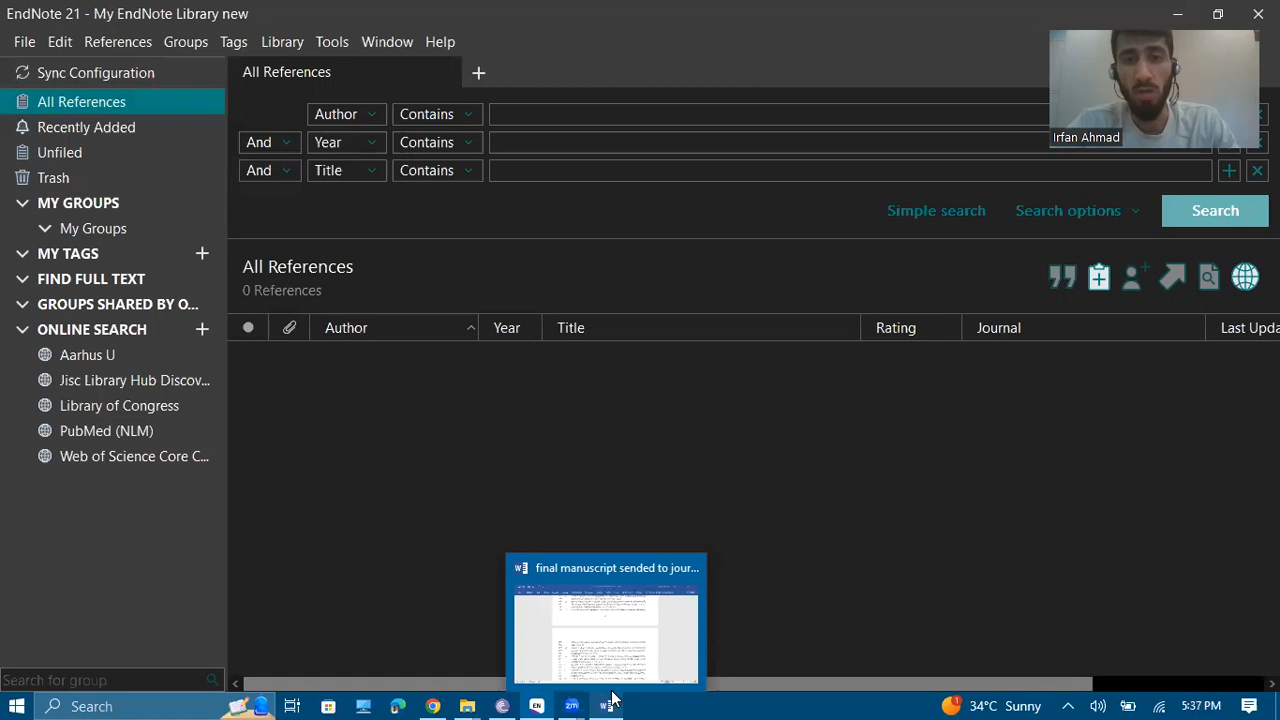 EndNote 21 - My EndNote Library new
File Edit References Groups Tags Library Tools Window Help
Sync Configuration
All References
Recently Added
Unfiled
Trash
MY GROUPS
My Groups
MY TAGS
FIND FULL TEXT
GROUPS SHARED BY O...
ONLINE SEARCH
Aarhus U
Jisc Library Hub Discov...
Library of Congress
PubMed (NLM)
Web of Science Core C...
All References
Author Contains
And Year Contains
And Title Contains
Irfan Ahmad
Simple search Search options Search
All References
0 References
Author Year Title Rating Journal Last Upda
final manuscript sended to jour...
Search
Search EN zm W 34°C Sunny 5:37 PM